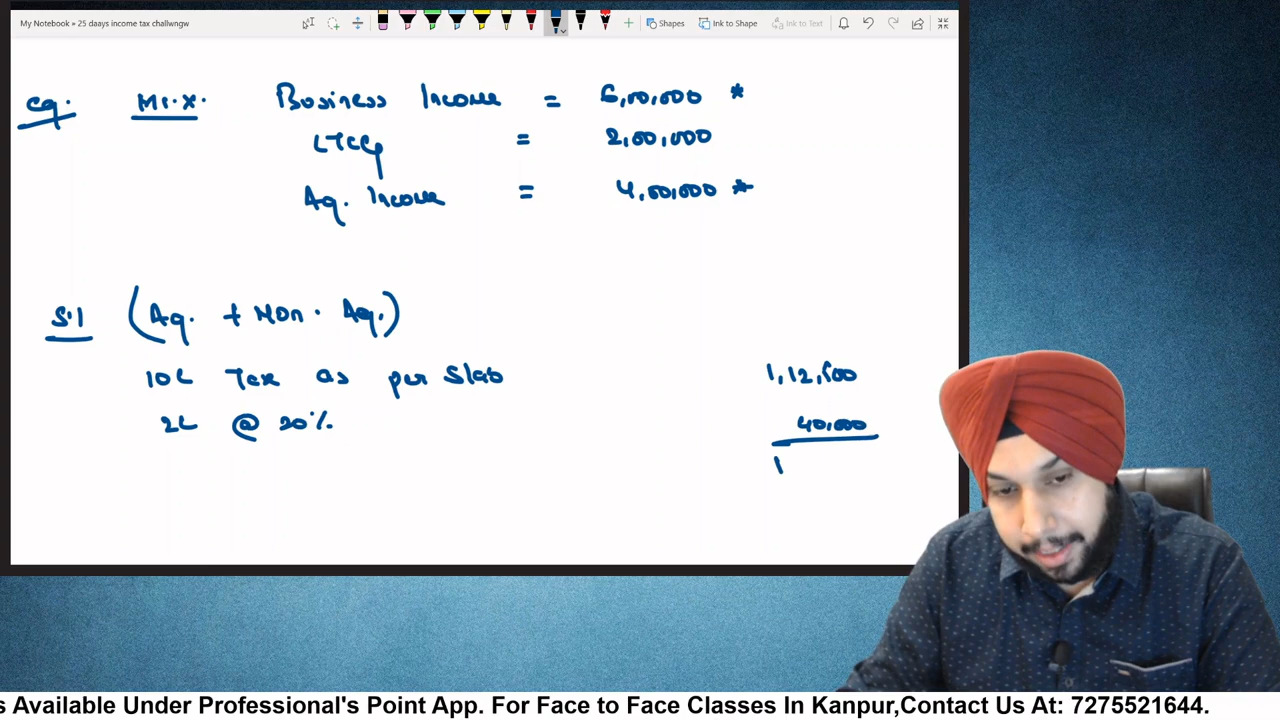 My Notebook » 25 daays income tax challwngw
Shapes
Ink to Shape
Ink to Text
eg. Mr. X. Business Income = 6,00,000 *
LTCG = 2,00,000
Ag. Income = 4,00,000 *
S.1 (Ag. + Non. Ag.)
10L Tax as per Slab 1,12,500
2L @ 20% 40,000
1
s Available Under Professional's Point App. For Face to Face Classes In Kanpur,Contact Us At: 7275521644.